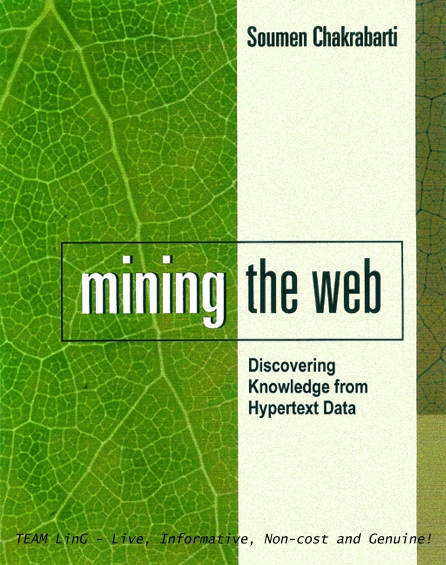 Soumen Chakrabarti
mining the web
Discovering
Knowledge from
Hypertext Data
TEAM LinG - Live, Informative, Non-cost and Genuine!